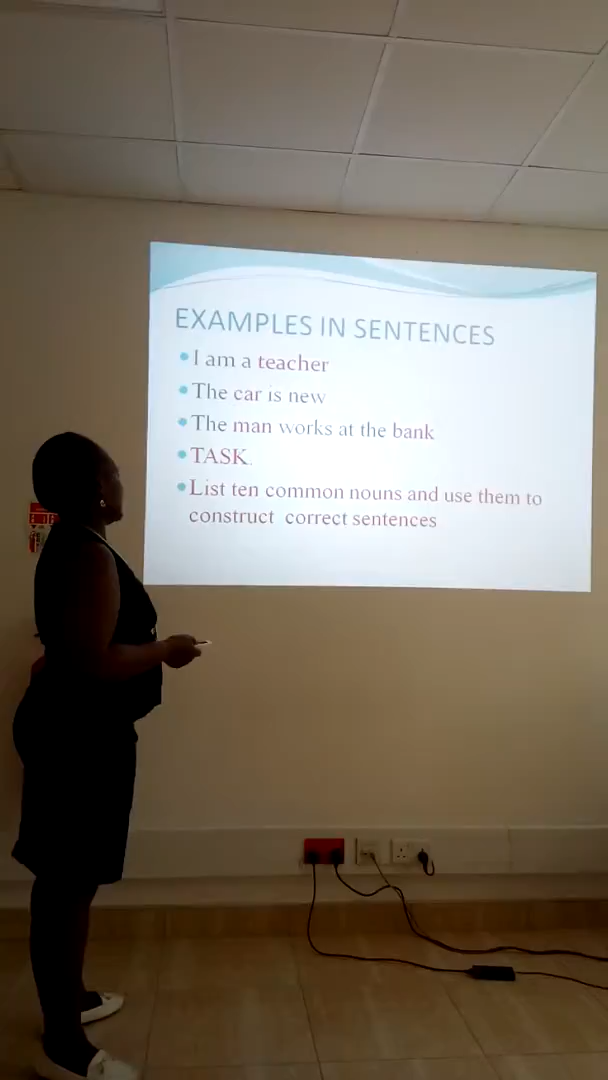 EXAMPLES IN SENTENCES
I am a teacher
The car is new
The man works at the bank
TASK.
List ten common nouns and use them to
construct correct sentences